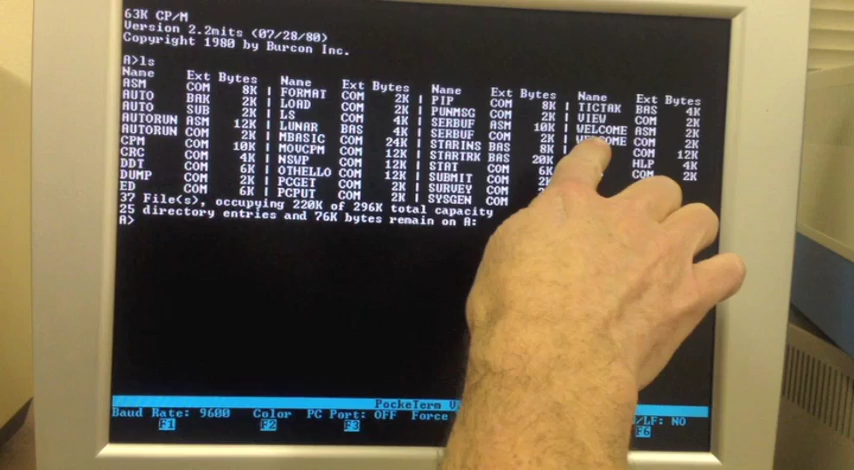 63K CP/M
Version 2.2mits (07/28/80)
Copyright 1980 by Burcon Inc.
A>ls
Name Ext Bytes | Name Ext Bytes | Name Ext Bytes | Name Ext Bytes
ASM COM 8K | FORMAT COM 2K | PIP COM 8K | TICTAK BAS 4K
AUTO BAK 2K | LOAD COM 2K | PUNMSG COM 2K | VIEW COM 2K
AUTO SUB 2K | LS COM 4K | SERBUF ASM 10K | WELCOME ASM 2K
AUTORUN ASM 12K | LUNAR BAS 4K | SERBUF COM 2K | WELCOME COM 2K
AUTORUN COM 2K | MBASIC COM 24K | STARINS BAS 8K | COM 12K
CPM COM 10K | MOVCPM COM 12K | STARTRK BAS 20K | HLP 4K
CRC COM 4K | NSWP COM 12K | STAT COM 6K | COM 2K
DDT COM 6K | OTHELLO COM 12K | SUBMIT COM
DUMP COM 2K | PCGET COM 2K | SURVEY COM
ED COM 6K | PCPUT COM 2K | SYSGEN COM
37 File(s), occupying 220K of 296K total capacity
25 directory entries and 76K bytes remain on A:
A>
PockeTerm
Baud Rate: 9600 Color PC Port: OFF Force /LF: NO
F1 F2 F3 F6